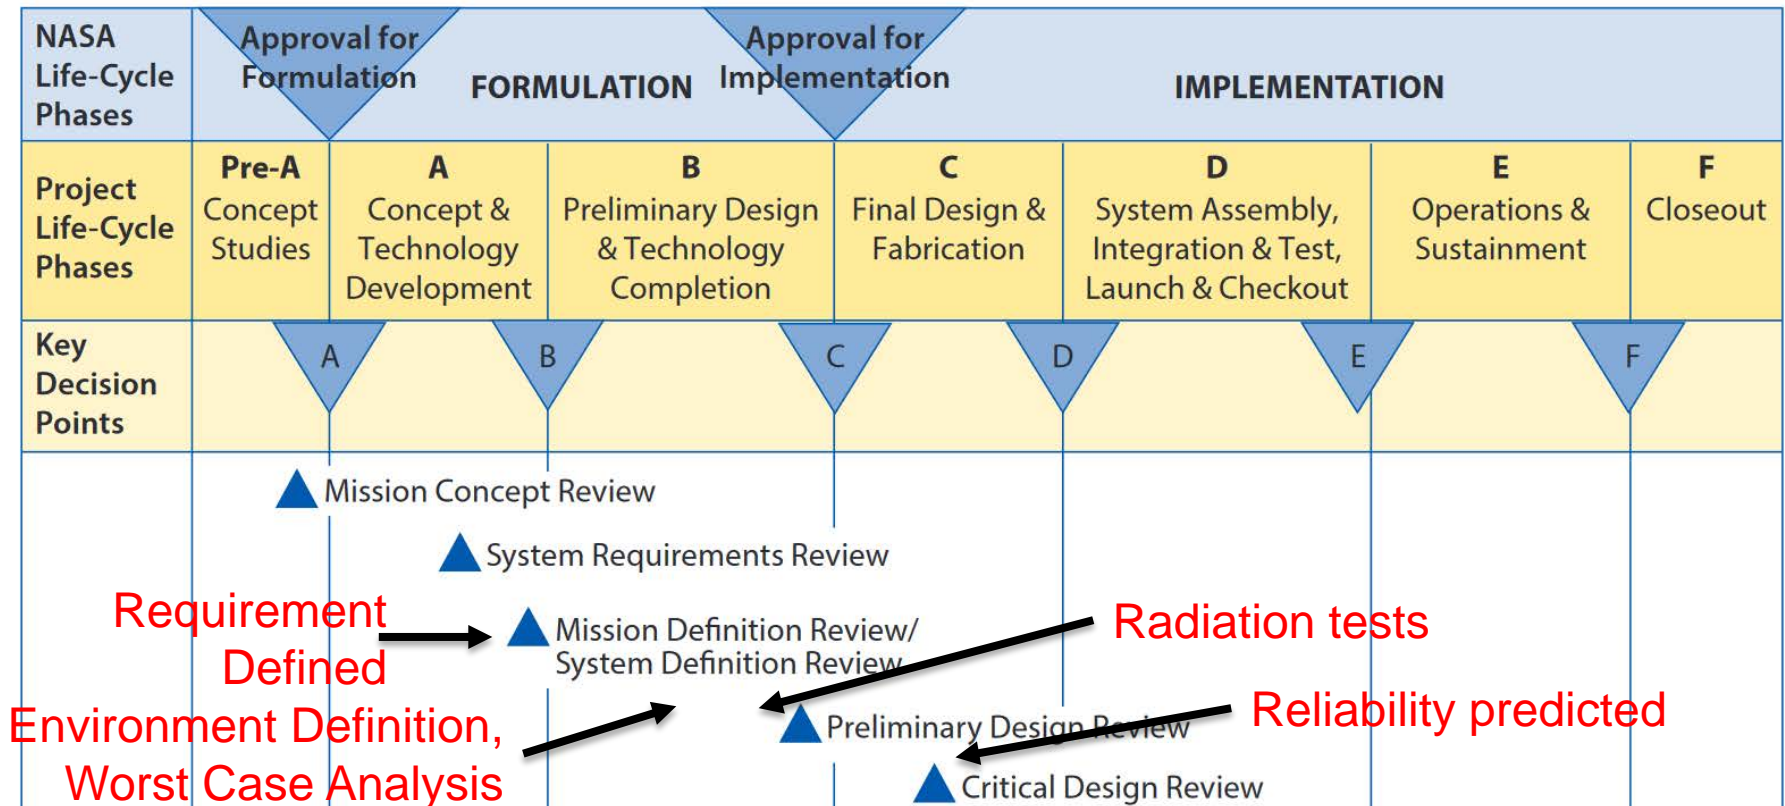 NASA
Life-Cycle
Phases
Approval for
Formulation
FORMULATION
Approval for
Implementation
IMPLEMENTATION
Project
Life-Cycle
Phases
Pre-A
Concept
Studies
A
Concept &
Technology
Development
B
Preliminary Design
& Technology
Completion
C
Final Design &
Fabrication
D
System Assembly,
Integration & Test,
Launch & Checkout
E
Operations &
Sustainment
F
Closeout
Key
Decision
Points
A
B
C
D
E
F
Mission Concept Review
System Requirements Review
Requirement
Defined
Mission Definition Review/
System Definition Review
Radiation tests
Environment Definition,
Worst Case Analysis
Preliminary Design Review
Reliability predicted
Critical Design Review